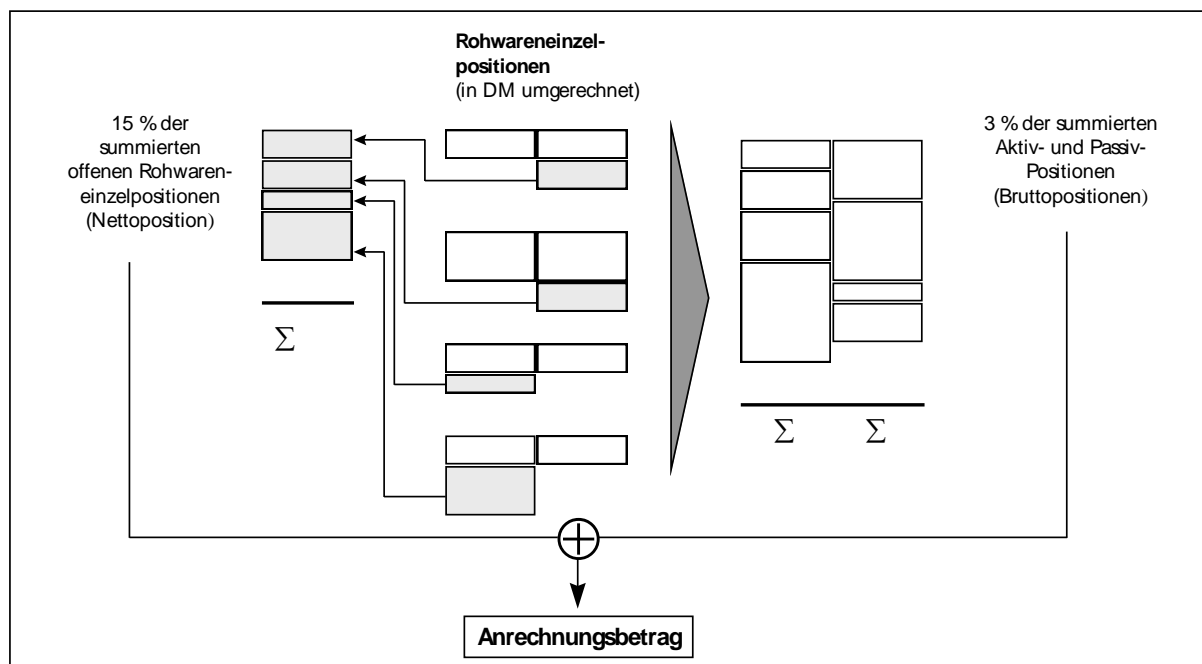 Rohwareneinzel-
positionen
(in DM umgerechnet)
15 % der
summierten
offenen Rohwaren-
einzelpositionen
(Nettoposition)
3 % der summierten
Aktiv- und Passiv-
Positionen
(Bruttopositionen)
Σ
Σ Σ
Anrechnungsbetrag